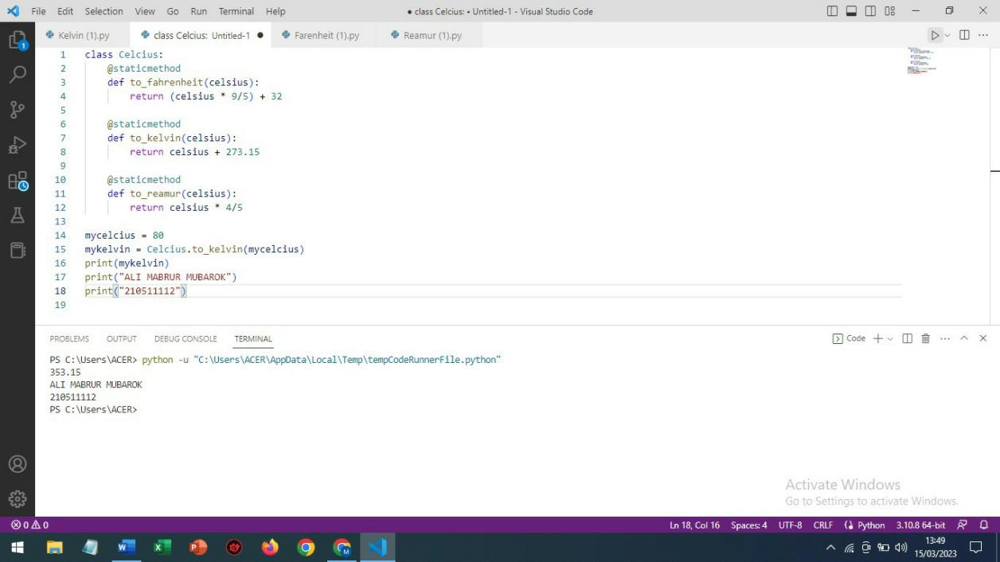 File Edit Selection View Go Run Terminal Help ● class Celcius: • Untitled-1 - Visual Studio Code
Kelvin (1).py class Celcius: Untitled-1 ● Farenheit (1).py Reamur (1).py
1 class Celcius:
2 @staticmethod
3 def to_fahrenheit(celsius):
4 return (celsius * 9/5) + 32
5
6 @staticmethod
7 def to_kelvin(celsius):
8 return celsius + 273.15
9
10 @staticmethod
11 def to_reamur(celsius):
12 return celsius * 4/5
13
14 mycelcius = 80
15 mykelvin = Celcius.to_kelvin(mycelcius)
16 print(mykelvin)
17 print("ALI MABRUR MUBAROK")
18 print("210511112")
19
PROBLEMS OUTPUT DEBUG CONSOLE TERMINAL Code
PS C:\Users\ACER> python -u "C:\Users\ACER\AppData\Local\Temp\tempCodeRunnerFile.python"
353.15
ALI MABRUR MUBAROK
210511112
PS C:\Users\ACER>
Activate Windows
Go to Settings to activate Windows.
0 0 Ln 18, Col 16 Spaces: 4 UTF-8 CRLF Python 3.10.8 64-bit
13:49
15/03/2023